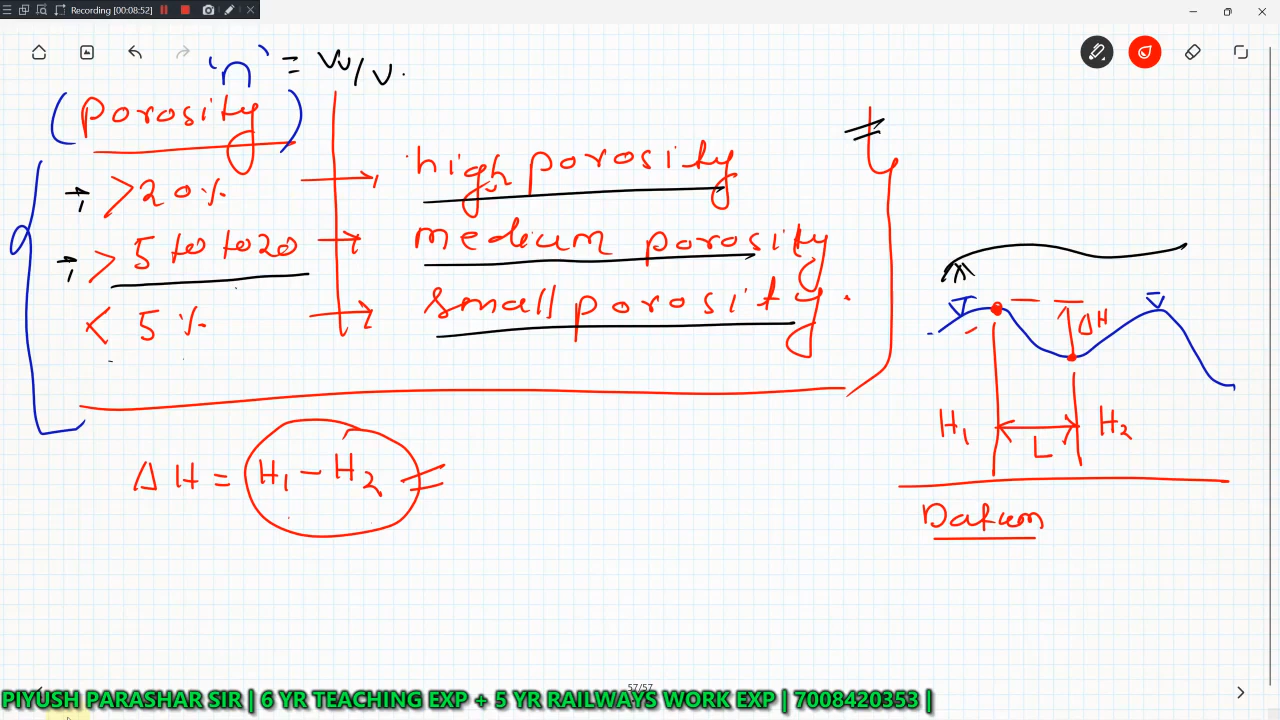 Recording [00:08:52]
'n' = Vv/V.
(Porosity)
>20% → high porosity
>5 to to 20 → medium porosity
<5% → small porosity.
ΔH = H1 - H2 =
ΔH
H1
L
H2
Datum
57/57
PIYUSH PARASHAR SIR | 6 YR TEACHING EXP + 5 YR RAILWAYS WORK EXP | 7008420353 |